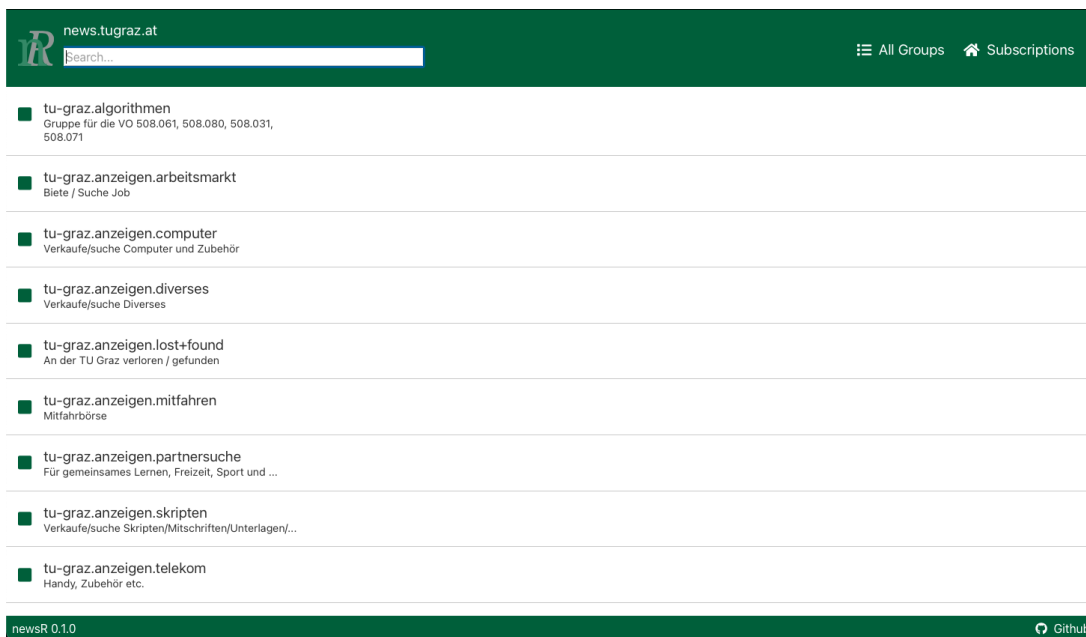 nR
news.tugraz.at
Search...
All Groups
Subscriptions
tu-graz.algorithmen
Gruppe für die VO 508.061, 508.080, 508.031,
508.071
tu-graz.anzeigen.arbeitsmarkt
Biete / Suche Job
tu-graz.anzeigen.computer
Verkaufe/suche Computer und Zubehör
tu-graz.anzeigen.diverses
Verkaufe/suche Diverses
tu-graz.anzeigen.lost+found
An der TU Graz verloren / gefunden
tu-graz.anzeigen.mitfahren
Mitfahrbörse
tu-graz.anzeigen.partnersuche
Für gemeinsames Lernen, Freizeit, Sport und ...
tu-graz.anzeigen.skripten
Verkaufe/suche Skripten/Mitschriften/Unterlagen/...
tu-graz.anzeigen.telekom
Handy, Zubehör etc.
newsR 0.1.0
Github